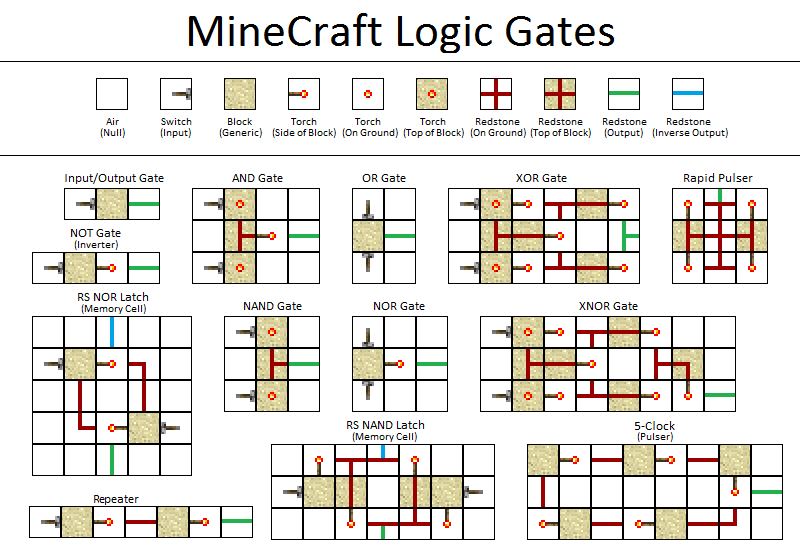 MineCraft Logic Gates
Air
(Null)
Switch
(Input)
Block
(Generic)
Torch
(Side of Block)
Torch
(On Ground)
Torch
(Top of Block)
Redstone
(On Ground)
Redstone
(Top of Block)
Redstone
(Output)
Redstone
(Inverse Output)
Input/Output Gate
AND Gate
OR Gate
XOR Gate
Rapid Pulser
NOT Gate
(Inverter)
RS NOR Latch
(Memory Cell)
NAND Gate
NOR Gate
XNOR Gate
RS NAND Latch
(Memory Cell)
5-Clock
(Pulser)
Repeater